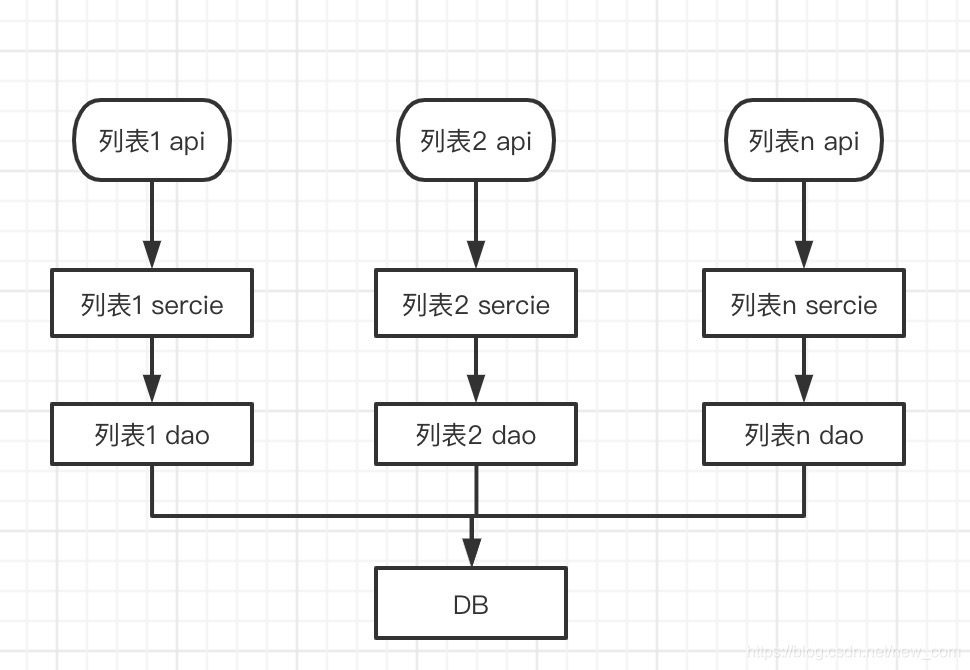 列表1 api
列表2 api
列表n api
列表1 sercie
列表2 sercie
列表n sercie
列表1 dao
列表2 dao
列表n dao
DB
https://blog.csdn.net/new_com